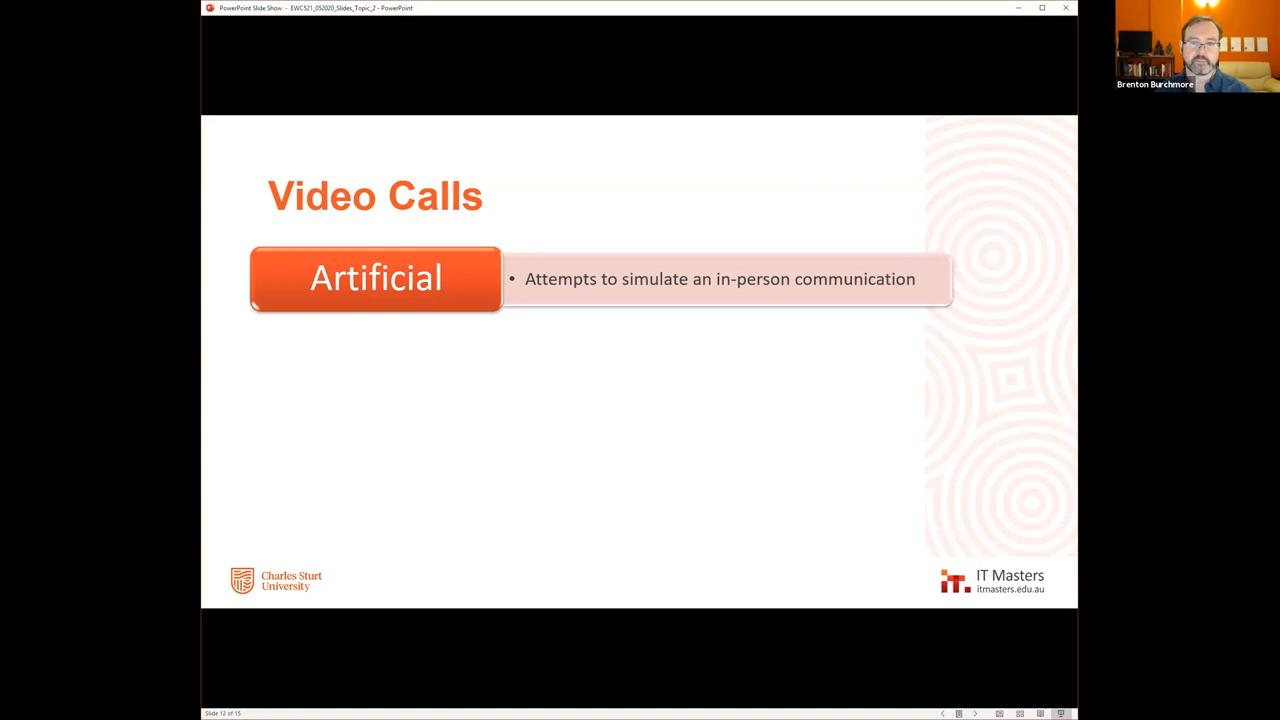 PowerPoint Slide Show - EWC521_052020_Slides_Topic_2 - PowerPoint
Brenton Burchmore
Video Calls
Artificial
• Attempts to simulate an in-person communication
Charles Sturt
University
IT Masters
itmasters.edu.au
Slide 12 of 15